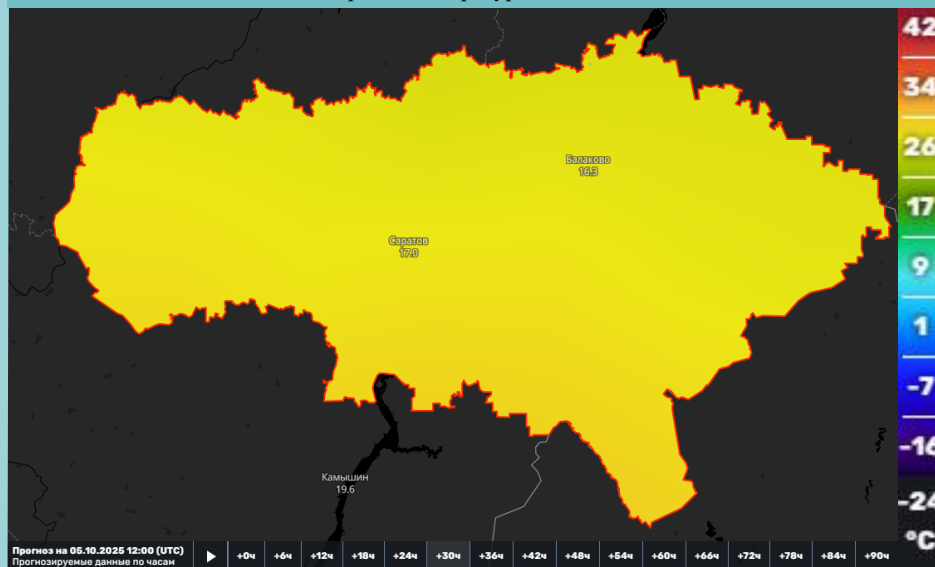 42
34
26
17
9
1
-7
-16
-24
°C
Балаково
16.3
Саратов
17.0
Камышин
19.6
Прогноз на 05.10.2025 12:00 (UTC)
Прогнозируемые данные по часам
+0ч +6ч +12ч +18ч +24ч +30ч +36ч +42ч +48ч +54ч +60ч +66ч +72ч +78ч +84ч +90ч